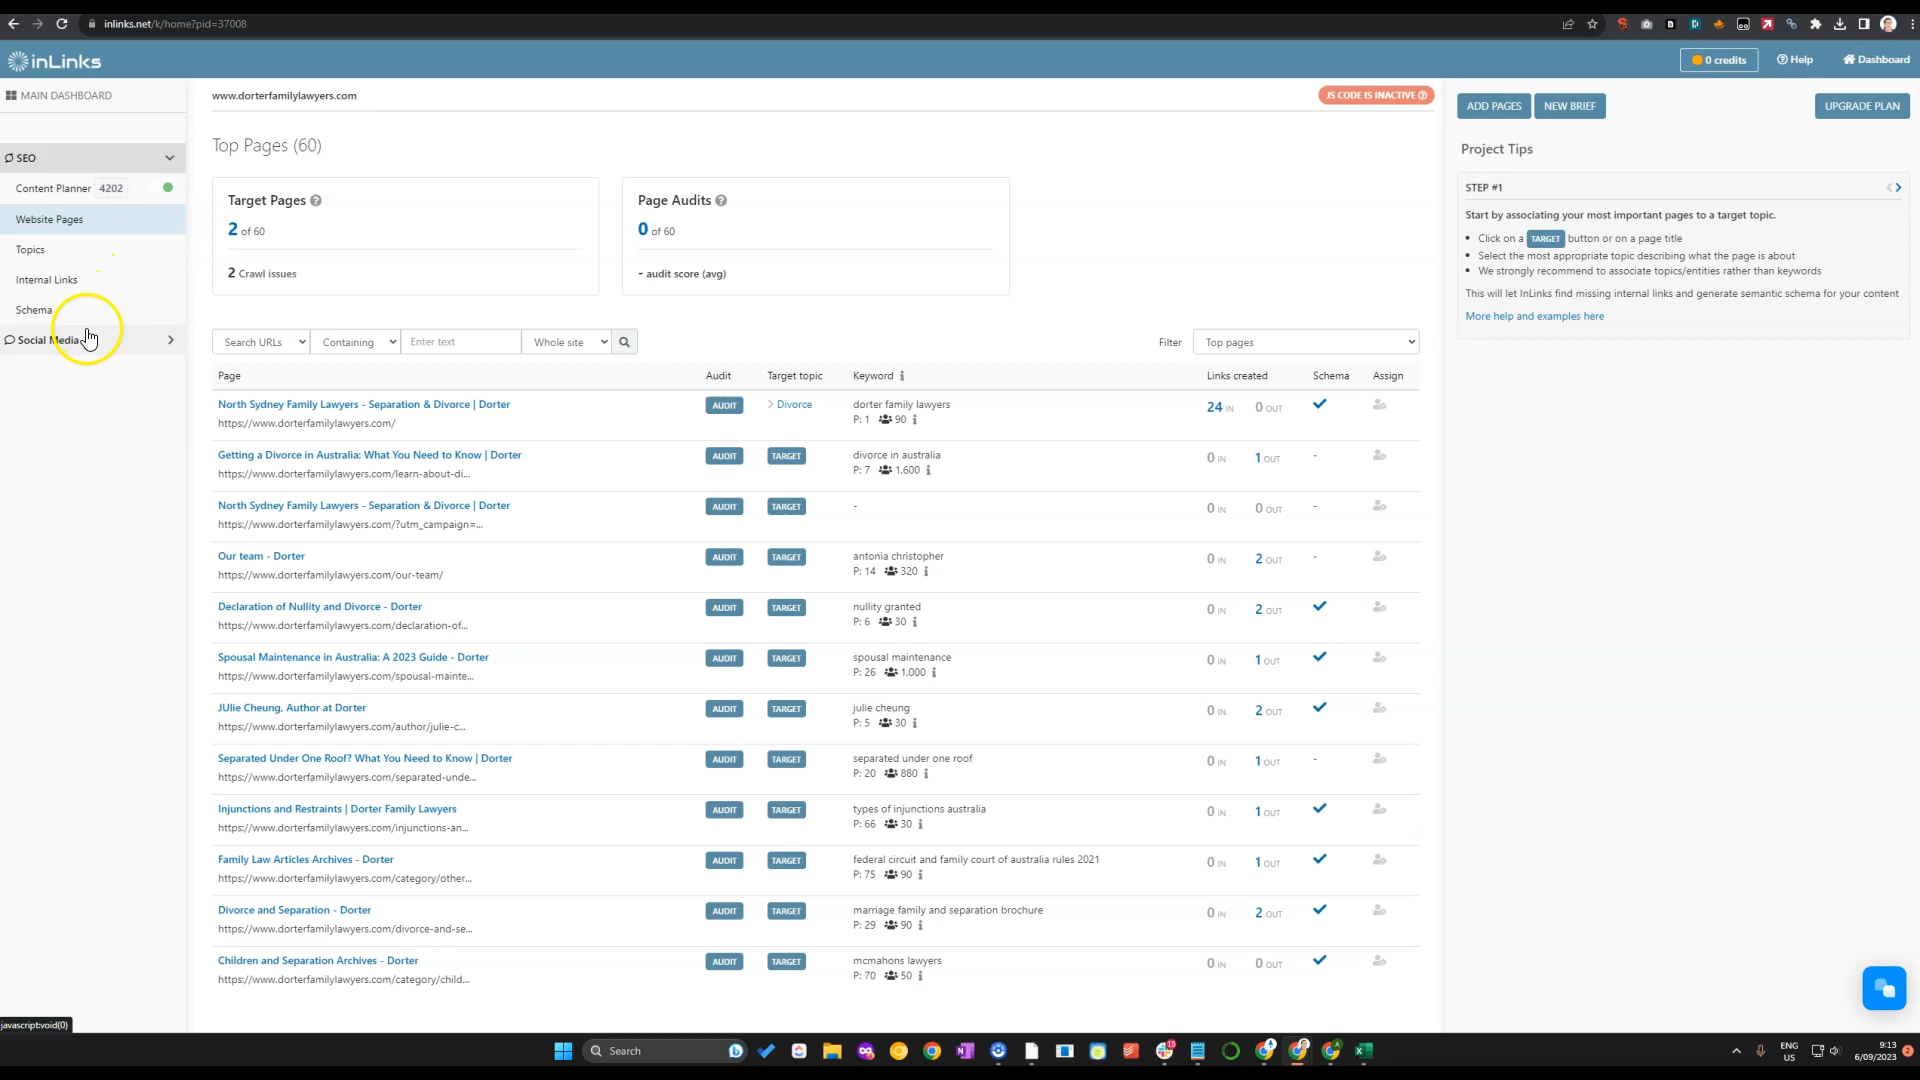 inlinks.net/k/home?pid=37008
inLinks
0 credits
Help
Dashboard
MAIN DASHBOARD
SEO
Content Planner 4202
Website Pages
Topics
Internal Links
Schema
Social Media
www.dorterfamilylawyers.com
JS CODE IS INACTIVE
Top Pages (60)
Target Pages
2 of 60
2 Crawl issues
Page Audits
0 of 60
- audit score (avg)
Search URLs Containing Enter text Whole site
Filter Top pages
Page Audit Target topic Keyword Links created Schema Assign
North Sydney Family Lawyers - Separation & Divorce | Dorter AUDIT Divorce dorter family lawyers 24 IN 0 OUT
https://www.dorterfamilylawyers.com/ P: 1 90
Getting a Divorce in Australia: What You Need to Know | Dorter AUDIT TARGET divorce in australia 0 IN 1 OUT -
https://www.dorterfamilylawyers.com/learn-about-di... P: 7 1,600
North Sydney Family Lawyers - Separation & Divorce | Dorter AUDIT TARGET - 0 IN 0 OUT -
https://www.dorterfamilylawyers.com/?utm_campaign=...
Our team - Dorter AUDIT TARGET antonia christopher 0 IN 2 OUT -
https://www.dorterfamilylawyers.com/our-team/ P: 14 320
Declaration of Nullity and Divorce - Dorter AUDIT TARGET nullity granted 0 IN 2 OUT
https://www.dorterfamilylawyers.com/declaration-of... P: 6 30
Spousal Maintenance in Australia: A 2023 Guide - Dorter AUDIT TARGET spousal maintenance 0 IN 1 OUT
https://www.dorterfamilylawyers.com/spousal-mainte... P: 26 1,000
JUlie Cheung, Author at Dorter AUDIT TARGET julie cheung 0 IN 2 OUT
https://www.dorterfamilylawyers.com/author/julie-c... P: 5 30
Separated Under One Roof? What You Need to Know | Dorter AUDIT TARGET separated under one roof 0 IN 1 OUT -
https://www.dorterfamilylawyers.com/separated-unde... P: 20 880
Injunctions and Restraints | Dorter Family Lawyers AUDIT TARGET types of injunctions australia 0 IN 1 OUT
https://www.dorterfamilylawyers.com/injunctions-an... P: 66 30
Family Law Articles Archives - Dorter AUDIT TARGET federal circuit and family court of australia rules 2021 0 IN 1 OUT
https://www.dorterfamilylawyers.com/category/other... P: 75 90
Divorce and Separation - Dorter AUDIT TARGET marriage family and separation brochure 0 IN 2 OUT
https://www.dorterfamilylawyers.com/divorce-and-se... P: 29 90
Children and Separation Archives - Dorter AUDIT TARGET mcmahons lawyers 0 IN 0 OUT
https://www.dorterfamilylawyers.com/category/child... P: 70 50
ADD PAGES NEW BRIEF UPGRADE PLAN
Project Tips
STEP #1
Start by associating your most important pages to a target topic.
• Click on a TARGET button or on a page title
• Select the most appropriate topic describing what the page is about
• We strongly recommend to associate topics/entities rather than keywords
This will let InLinks find missing internal links and generate semantic schema for your content
More help and examples here
javascript:void(0)
Search
15
ENG
US
9:13
6/09/2023
2